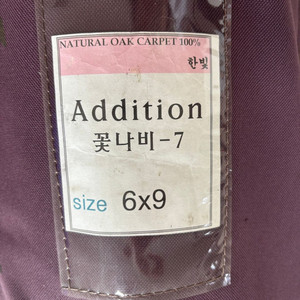 NATURAL OAK CARPET 100%
한빛
Addition
꽃나비-7
size 6x9